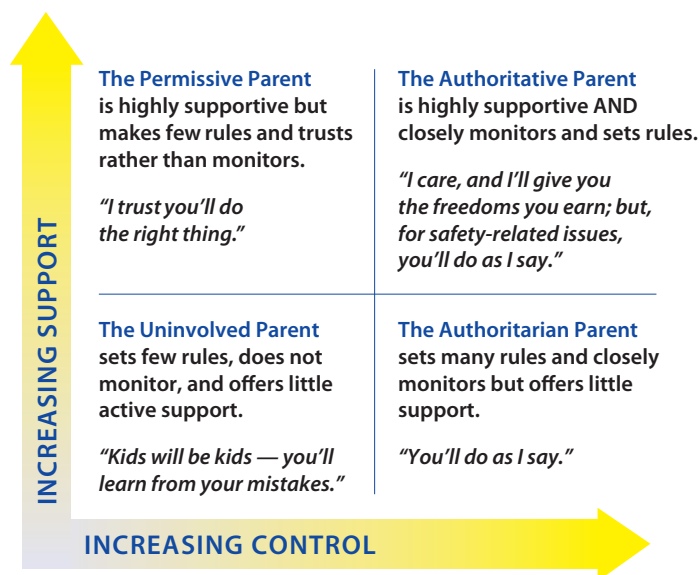 INCREASING SUPPORT
The Permissive Parent
is highly supportive but
makes few rules and trusts
rather than monitors.
“I trust you’ll do
the right thing.”
The Authoritative Parent
is highly supportive AND
closely monitors and sets rules.
“I care, and I’ll give you
the freedoms you earn; but,
for safety-related issues,
you’ll do as I say.”
The Uninvolved Parent
sets few rules, does not
monitor, and offers little
active support.
“Kids will be kids — you’ll
learn from your mistakes.”
The Authoritarian Parent
sets many rules and closely
monitors but offers little
support.
“You’ll do as I say.”
INCREASING CONTROL